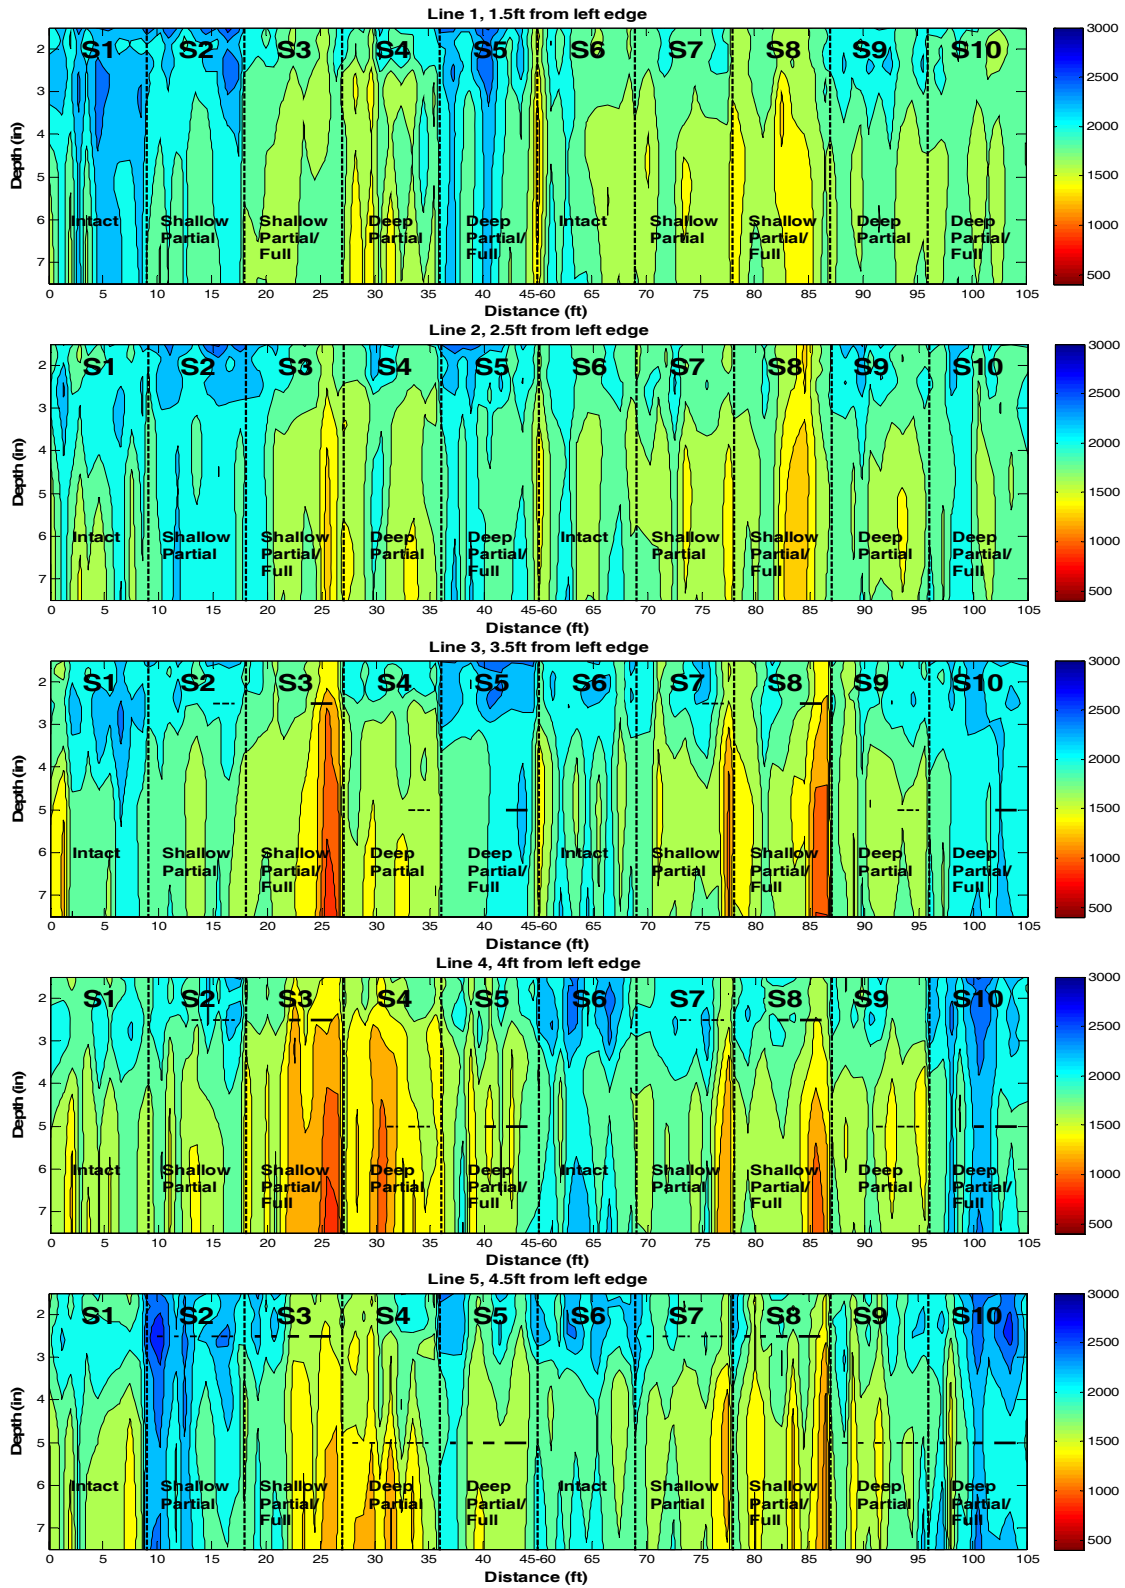 Line 1, 1.5ft from left edge
S1 S2 S3 S4 S5 S6 S7 S8 S9 S10
Depth (in)
2
3
4
5
6
7
Intact
Shallow Partial
Shallow Partial/ Full
Deep Partial
Deep Partial/ Full
Intact
Shallow Partial
Shallow Partial/ Full
Deep Partial
Deep Partial/ Full
0 5 10 15 20 25 30 35 40 45-60 65 70 75 80 85 90 95 100 105
Distance (ft)
3000
2500
2000
1500
1000
500
Line 2, 2.5ft from left edge
S1 S2 S3 S4 S5 S6 S7 S8 S9 S10
Depth (in)
2
3
4
5
6
7
Intact
Shallow Partial
Shallow Partial/ Full
Deep Partial
Deep Partial/ Full
Intact
Shallow Partial
Shallow Partial/ Full
Deep Partial
Deep Partial/ Full
0 5 10 15 20 25 30 35 40 45-60 65 70 75 80 85 90 95 100 105
Distance (ft)
3000
2500
2000
1500
1000
500
Line 3, 3.5ft from left edge
S1 S2 S3 S4 S5 S6 S7 S8 S9 S10
Depth (in)
2
3
4
5
6
7
Intact
Shallow Partial
Shallow Partial/ Full
Deep Partial
Deep Partial/ Full
Intact
Shallow Partial
Shallow Partial/ Full
Deep Partial
Deep Partial/ Full
0 5 10 15 20 25 30 35 40 45-60 65 70 75 80 85 90 95 100 105
Distance (ft)
3000
2500
2000
1500
1000
500
Line 4, 4ft from left edge
S1 S2 S3 S4 S5 S6 S7 S8 S9 S10
Depth (in)
2
3
4
5
6
7
Intact
Shallow Partial
Shallow Partial/ Full
Deep Partial
Deep Partial/ Full
Intact
Shallow Partial
Shallow Partial/ Full
Deep Partial
Deep Partial/ Full
0 5 10 15 20 25 30 35 40 45-60 65 70 75 80 85 90 95 100 105
Distance (ft)
3000
2500
2000
1500
1000
500
Line 5, 4.5ft from left edge
S1 S2 S3 S4 S5 S6 S7 S8 S9 S10
Depth (in)
2
3
4
5
6
7
Intact
Shallow Partial
Shallow Partial/ Full
Deep Partial
Deep Partial/ Full
Intact
Shallow Partial
Shallow Partial/ Full
Deep Partial
Deep Partial/ Full
0 5 10 15 20 25 30 35 40 45-60 65 70 75 80 85 90 95 100 105
Distance (ft)
3000
2500
2000
1500
1000
500